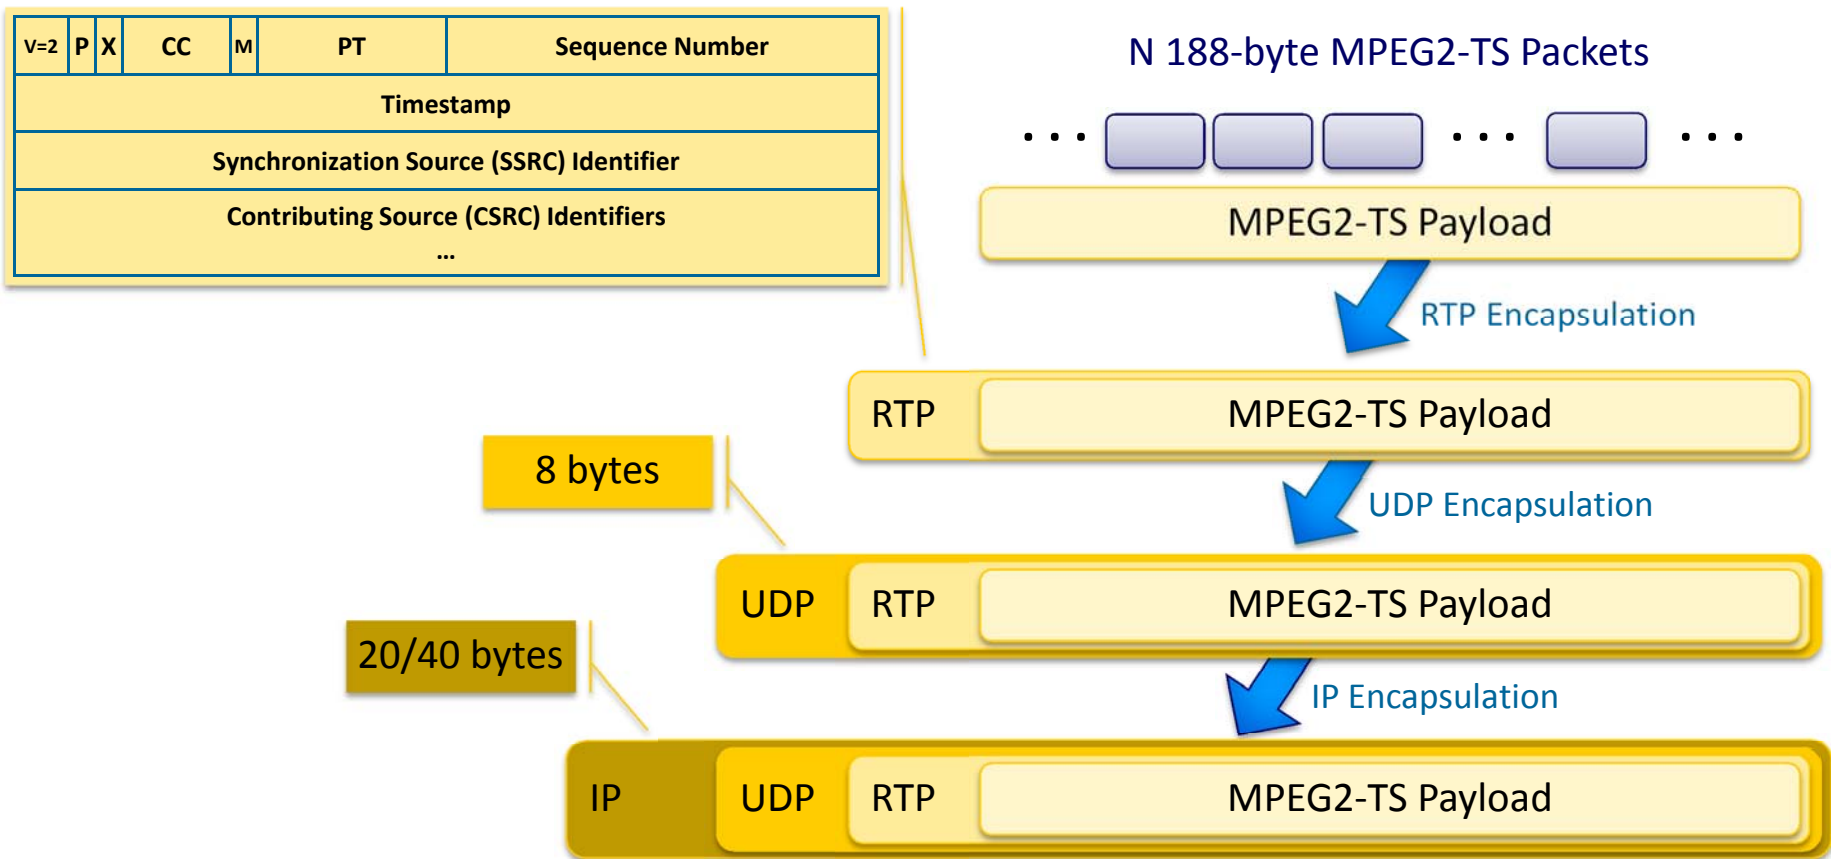 V=2 P X CC M PT Sequence Number
Timestamp
Synchronization Source (SSRC) Identifier
Contributing Source (CSRC) Identifiers
...
N 188-byte MPEG2-TS Packets
... ... ...
MPEG2-TS Payload
RTP Encapsulation
RTP MPEG2-TS Payload
8 bytes
UDP Encapsulation
UDP RTP MPEG2-TS Payload
20/40 bytes
IP Encapsulation
IP UDP RTP MPEG2-TS Payload